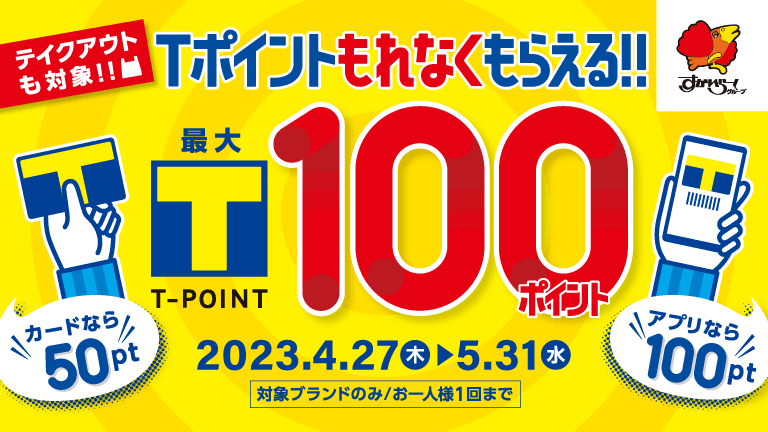 テイクアウト
も対象!!
Tポイントもれなくもらえる!!
すかいらーく
グループ
最大
T
T-POINT
100
ポイント
T
T
カードなら
50pt
アプリなら
100pt
2023.4.27木▶5.31水
対象ブランドのみ/お一人様1回まで